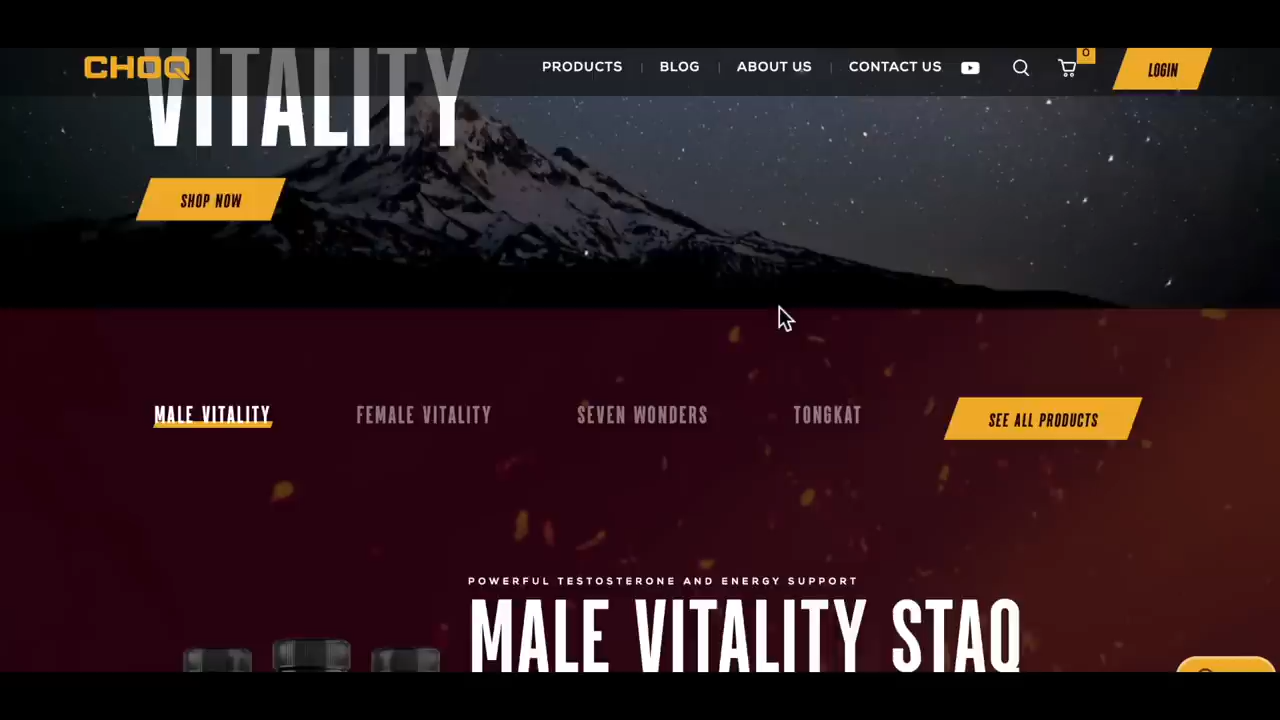 CHOQ
PRODUCTS
BLOG
ABOUT US
CONTACT US
0
LOGIN
VITALITY
SHOP NOW
MALE VITALITY
FEMALE VITALITY
SEVEN WONDERS
TONGKAT
SEE ALL PRODUCTS
POWERFUL TESTOSTERONE AND ENERGY SUPPORT
MALE VITALITY STAQ